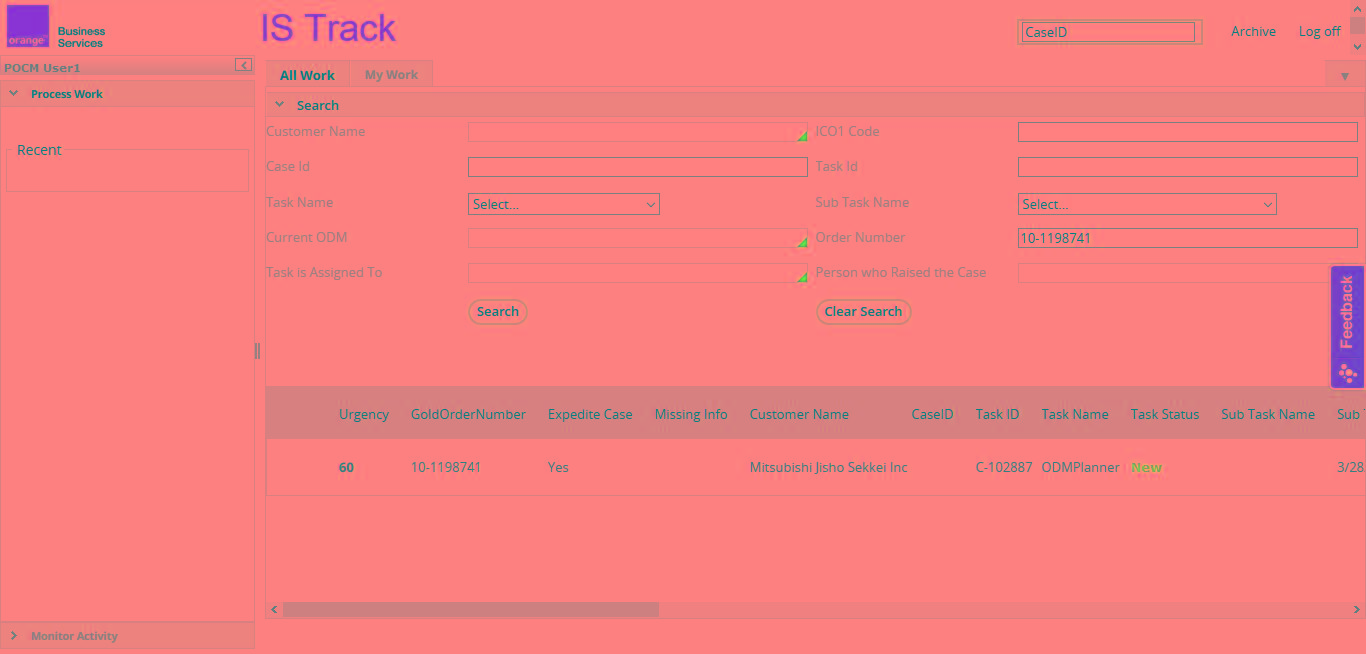 orange™
Business
Services
IS Track
CaseID
Archive
Log off
POCM User1
Process Work
Recent
Monitor Activity
All Work
My Work
Search
Customer Name
ICO1 Code
Case Id
Task Id
Task Name
Select...
Sub Task Name
Select...
Current ODM
Order Number
10-1198741
Task is Assigned To
Person who Raised the Case
Search
Clear Search
Feedback
Urgency GoldOrderNumber Expedite Case Missing Info Customer Name CaseID Task ID Task Name Task Status Sub Task Name Sub
60 10-1198741 Yes Mitsubishi Jisho Sekkei Inc C-102887 ODMPlanner New 3/28